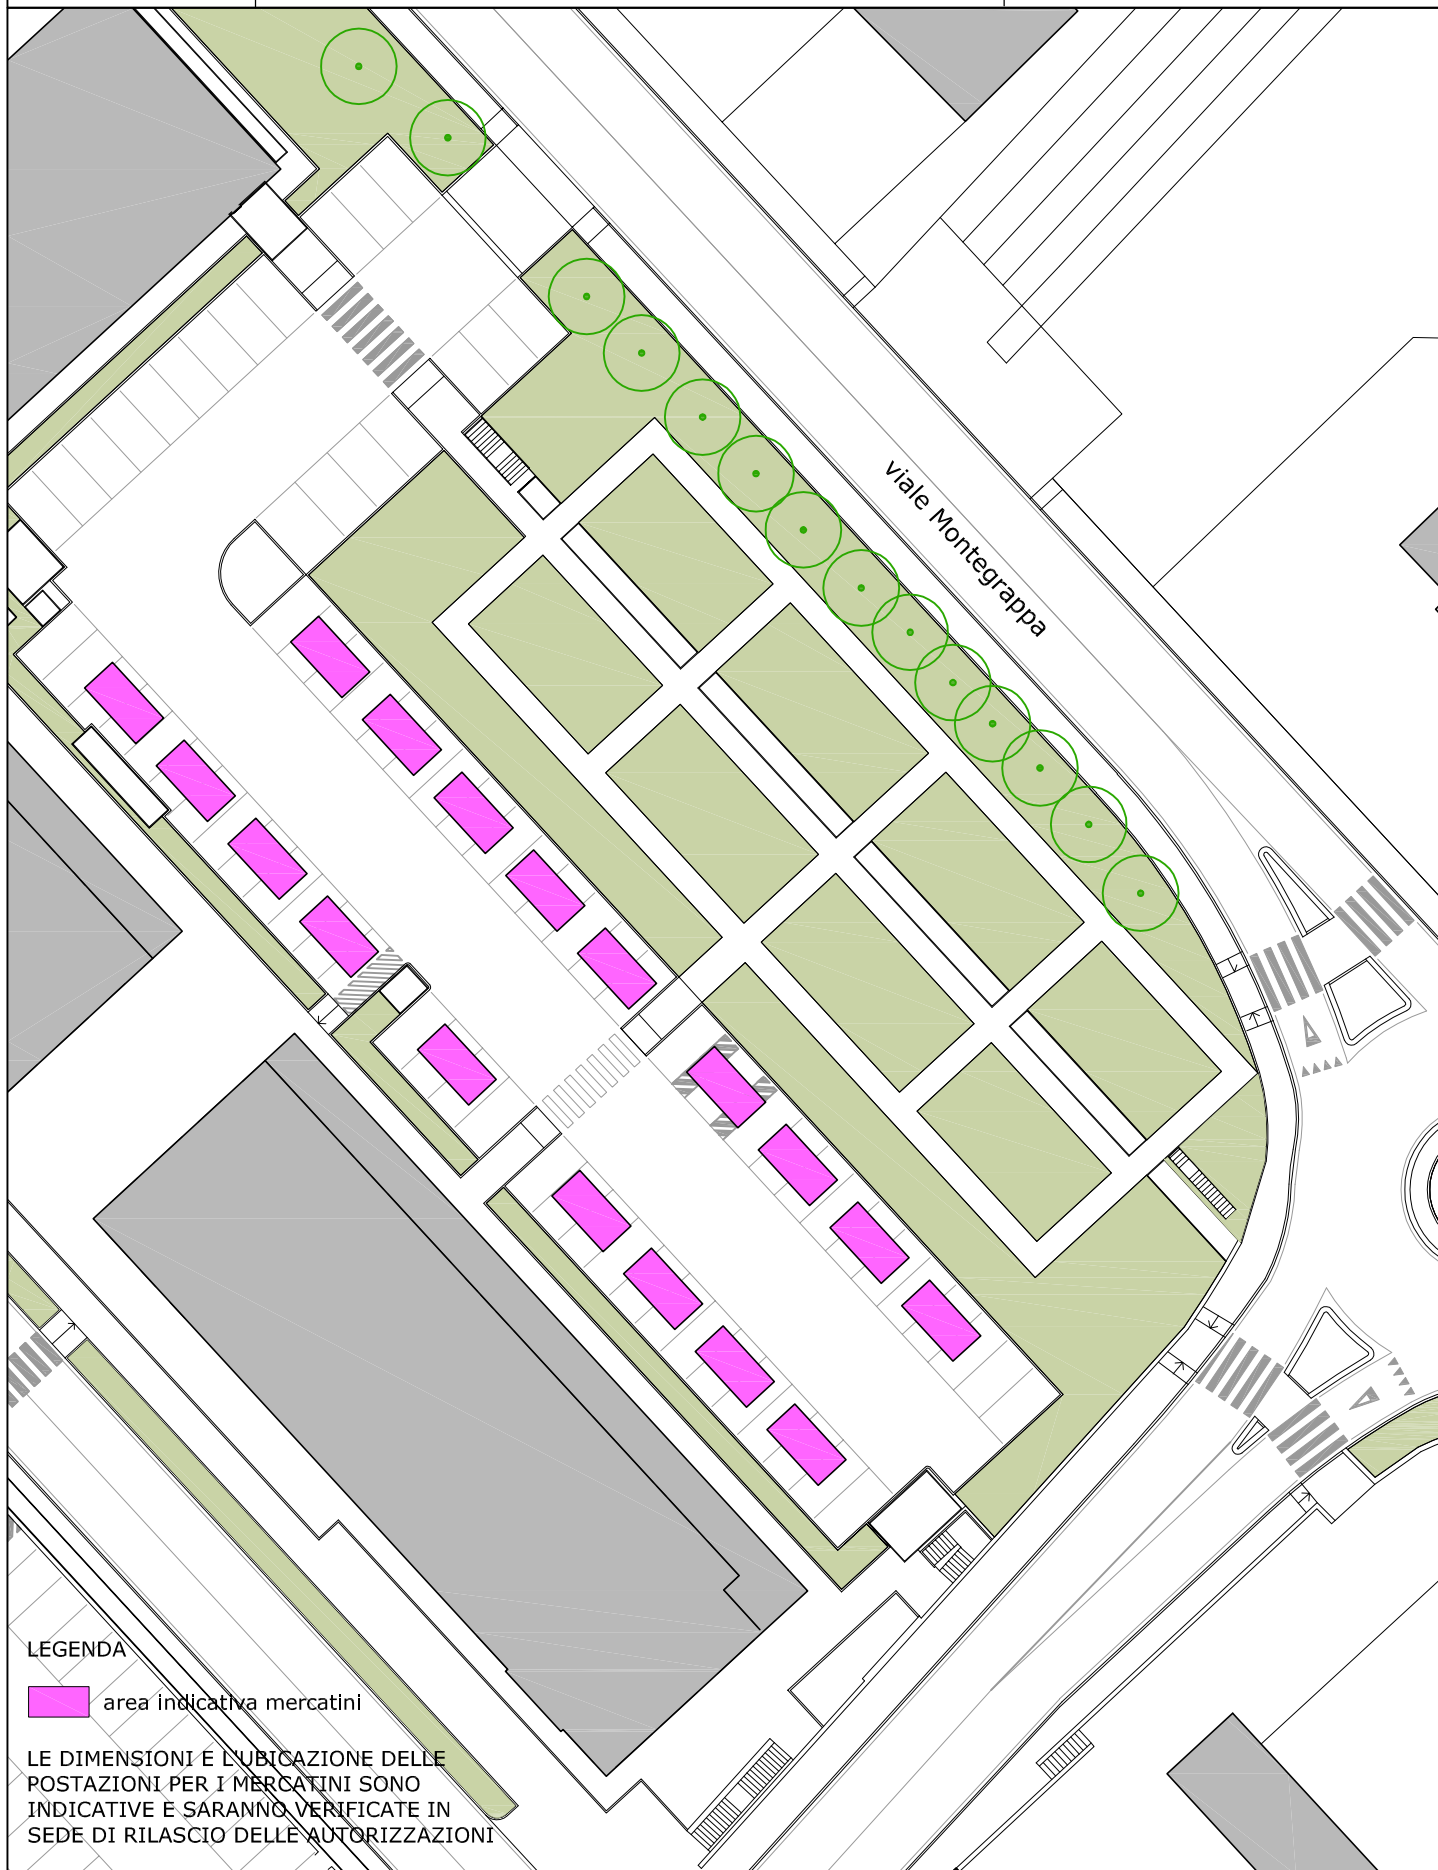 viale Montegrappa
LEGENDA
area indicativa mercatini
LE DIMENSIONI E L'UBICAZIONE DELLE
POSTAZIONI PER I MERCATINI SONO
INDICATIVE E SARANNO VERIFICATE IN
SEDE DI RILASCIO DELLE AUTORIZZAZIONI